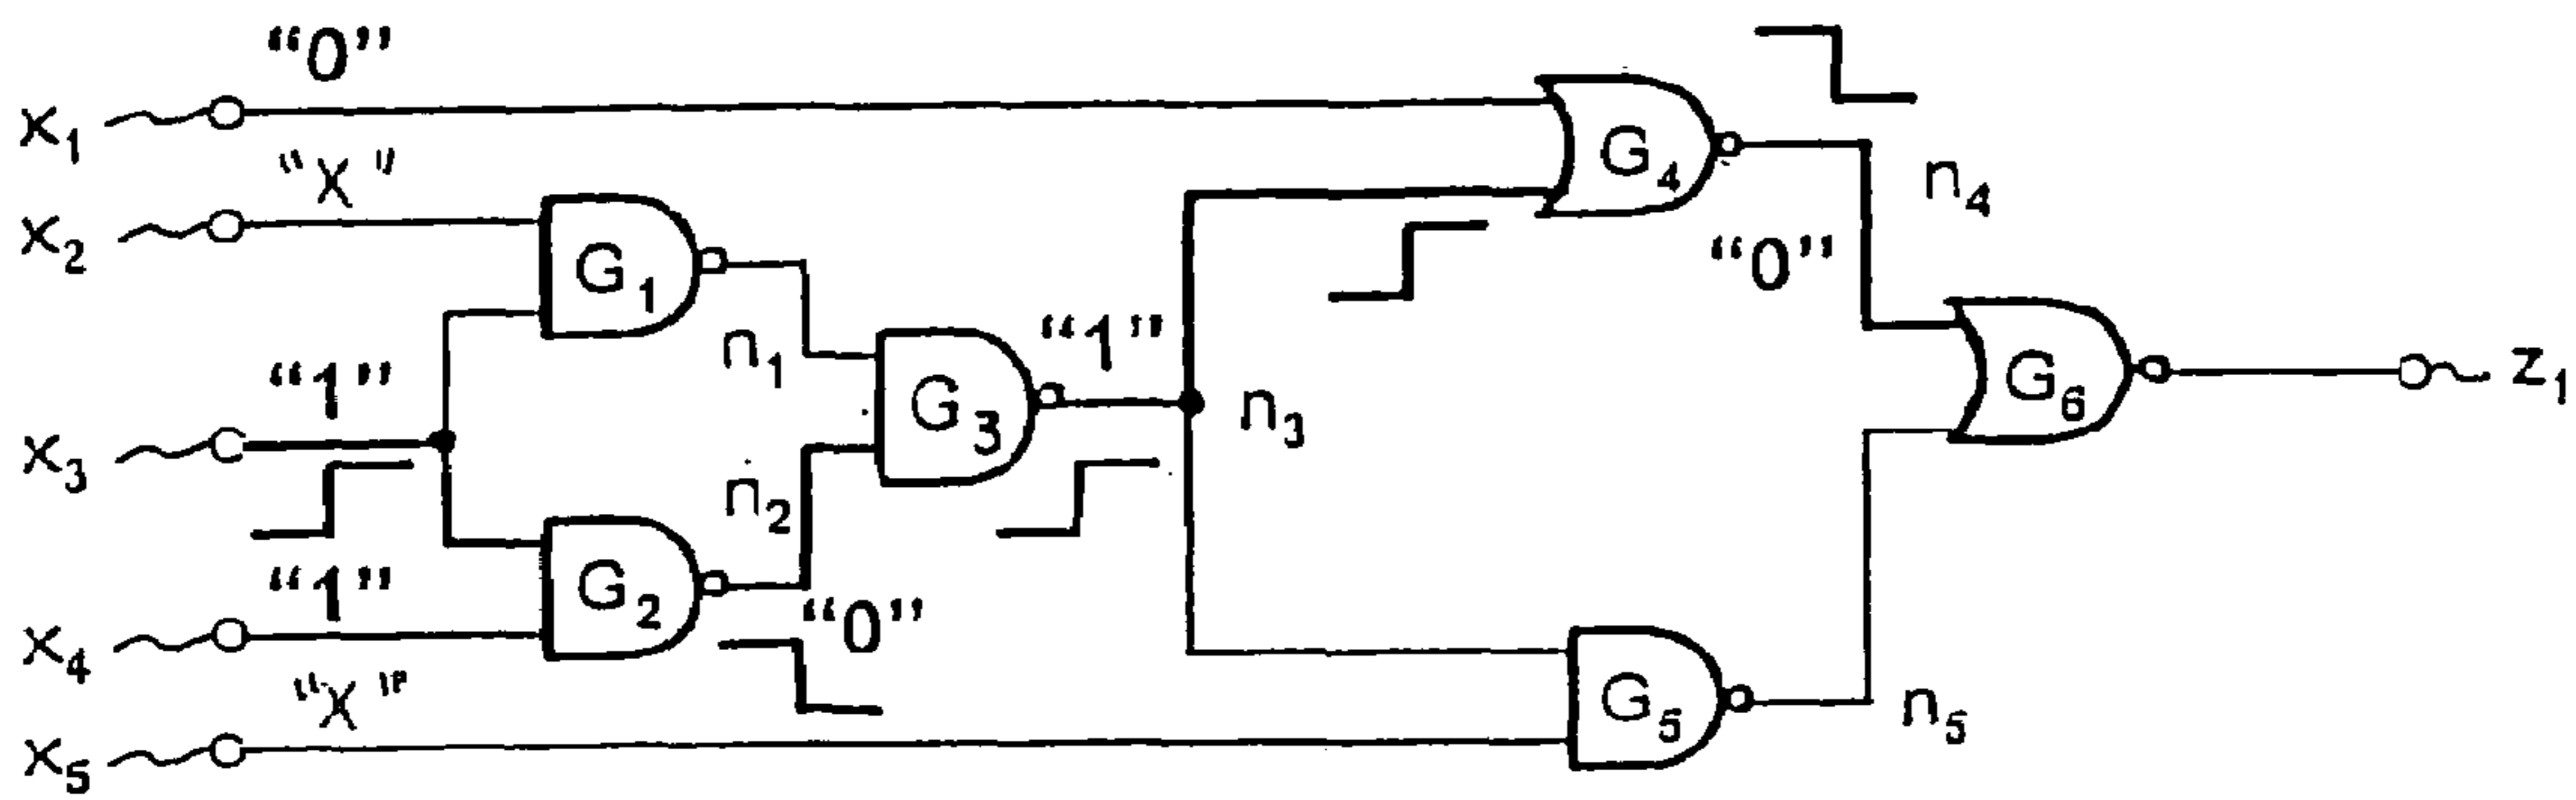 “0”
x₁
“X”
x₂
G₁
n₁
“1”
x₃
“1”
G₂
n₂
“0”
x₄
“X”
x₅
G₃
“1”
n₃
G₄
“0”
n₄
G₅
n₅
G₆
z₁